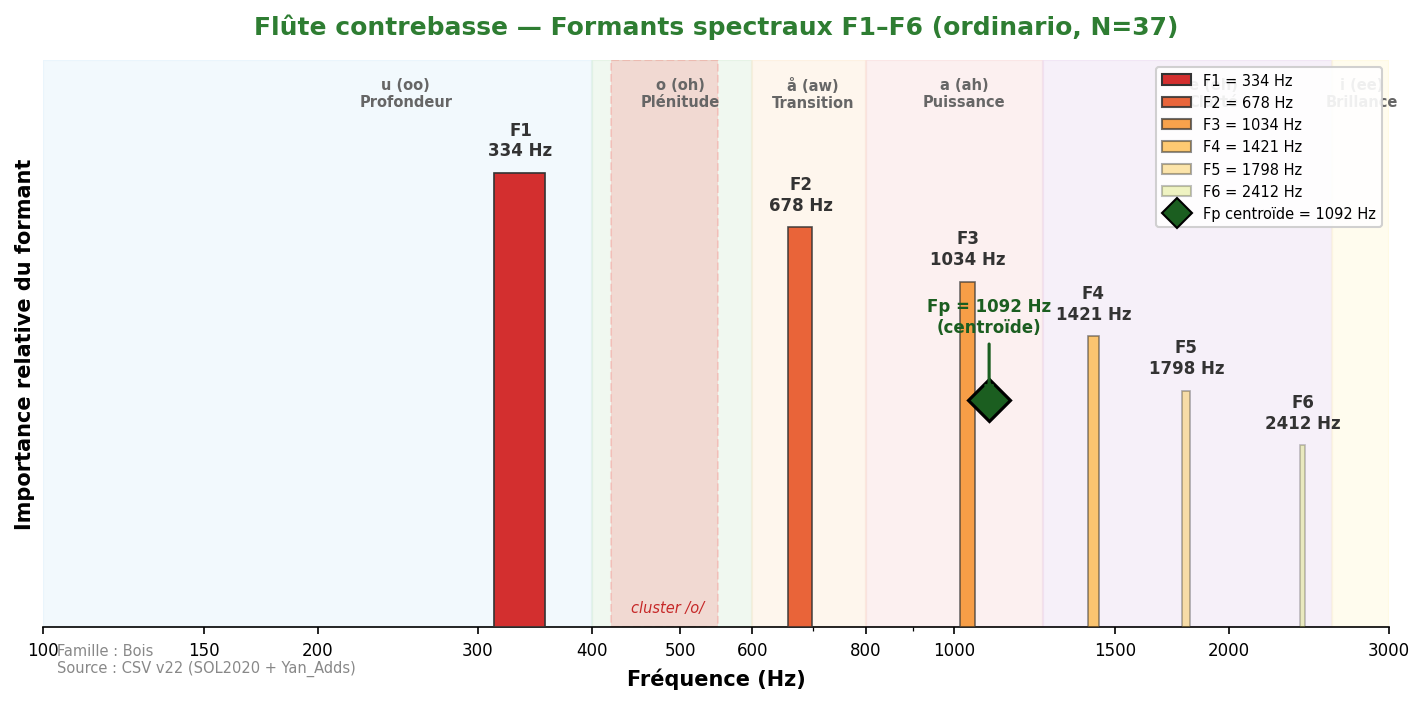 Flûte contrebasse — Formants spectraux F1–F6 (ordinario, N=37)
u (oo)
Profondeur
o (oh)
Plénitude
å (aw)
Transition
a (ah)
Puissance
i (ee)
Brillance
F1 = 334 Hz
F2 = 678 Hz
F3 = 1034 Hz
F4 = 1421 Hz
F5 = 1798 Hz
F6 = 2412 Hz
Fp centroïde = 1092 Hz
F1
334 Hz
F2
678 Hz
F3
1034 Hz
Fp = 1092 Hz
(centroïde)
F4
1421 Hz
F5
1798 Hz
F6
2412 Hz
cluster /o/
Importance relative du formant
100 150 200 300 400 500 600 800 1000 1500 2000 3000
Famille : Bois
Source : CSV v22 (SOL2020 + Yan_Adds)
Fréquence (Hz)